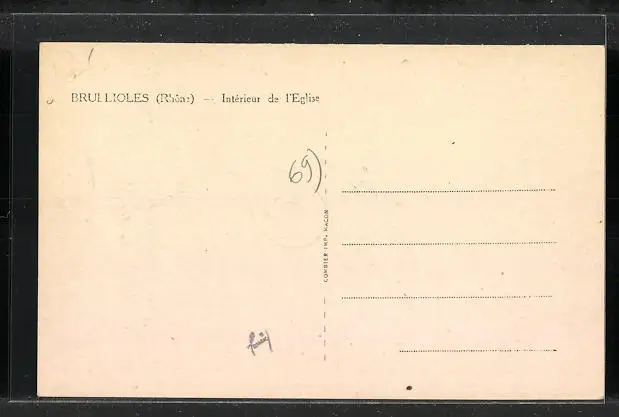 BRULLIOLES (Rhône) — Intérieur de l'Eglise
69)
COMBIER IMP. MACON